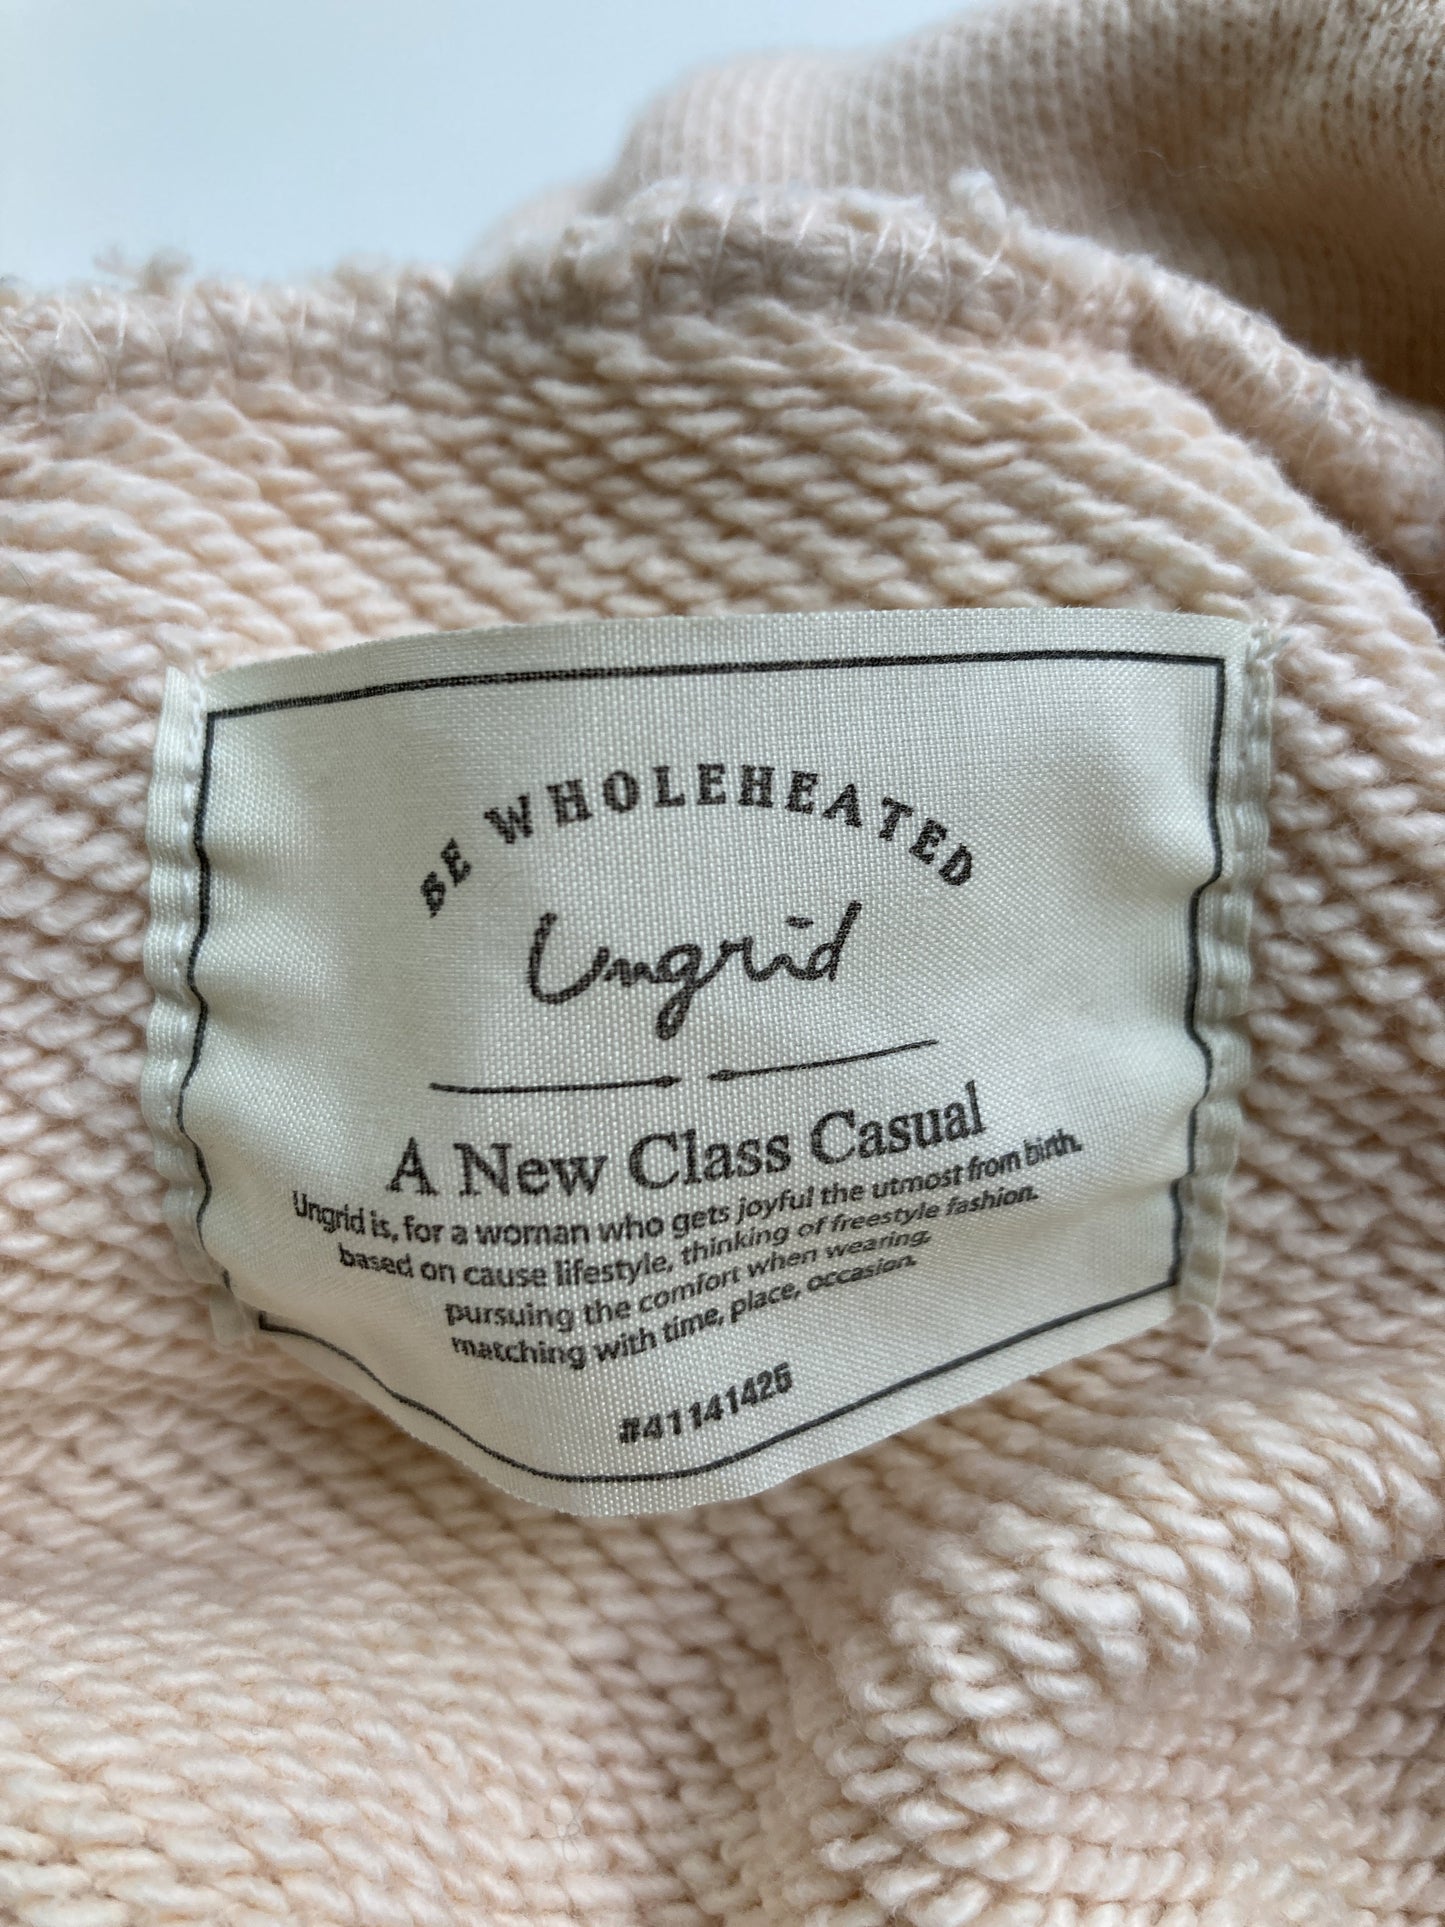 BE WHOLEHEATED
Ungrid
A New Class Casual
Ungrid is, for a woman who gets joyful the utmost from birth.
based on cause lifestyle, thinking of freestyle fashion.
pursuing the comfort when wearing,
matching with time, place, occasion.
#41141425